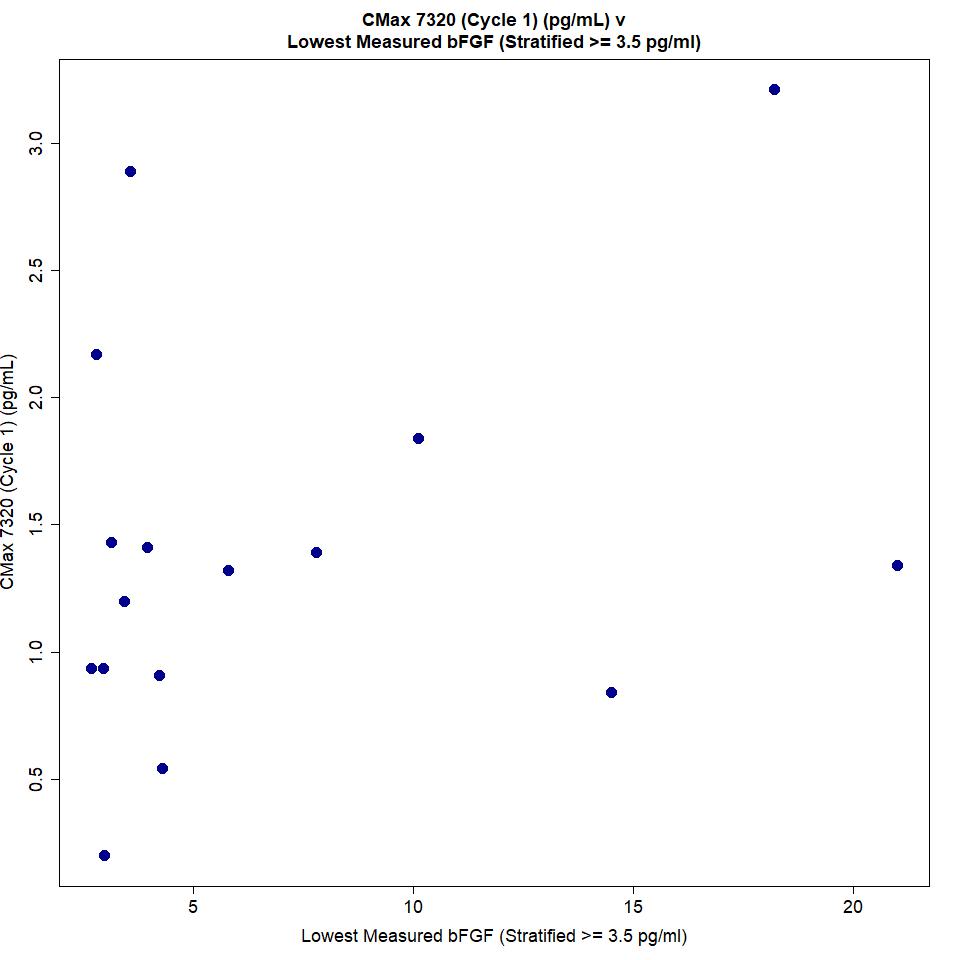 CMax 7320 (Cycle 1) (pg/mL) v
Lowest Measured bFGF (Stratified >= 3.5 pg/ml)
CMax 7320 (Cycle 1) (pg/mL)
3.0
2.5
2.0
1.5
1.0
0.5
5 10 15 20
Lowest Measured bFGF (Stratified >= 3.5 pg/ml)